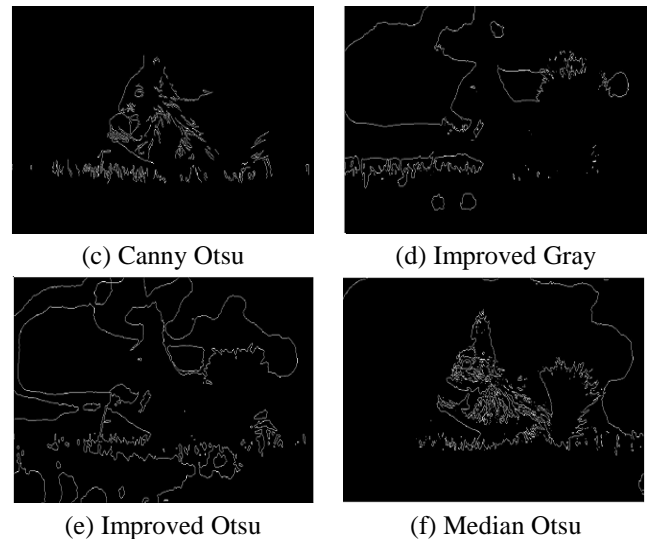 (c) Canny Otsu
(d) Improved Gray
(e) Improved Otsu
(f) Median Otsu